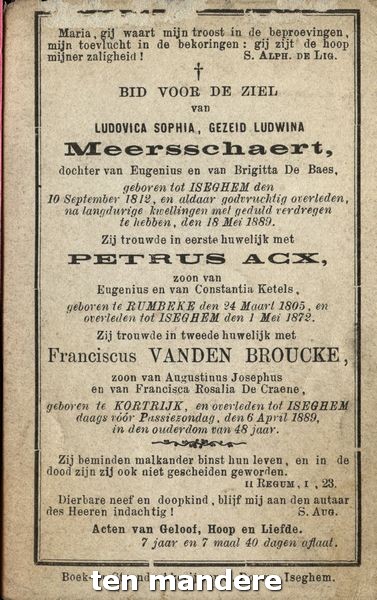 Maria, gij waart mijn troost in de beproevingen,
mijn toevlucht in de bekoringen: gij zijt de hoop
mijner zaligheid! S. ALPH. DE LIG.
†
BID VOOR DE ZIEL
van
LUDOVICA SOPHIA, GEZEID LUDWINA
Meersschaert,
dochter van Eugenius en van Brigitta De Baes,
geboren tot ISEGHEM den
10 September 1812, en aldaar godvruchtig overleden,
na langdurige kwellingen met geduld verdregen
te hebben, den 18 Mei 1889.
Zij trouwde in eerste huwelijk met
PETRUS ACX,
zoon van
Eugenius en van Constantia Ketels,
geboren te RUMBEKE den 24 Maart 1805, en
overleden tot ISEGHEM den 1 Mei 1872.
Zij trouwde in tweede huwelijk met
Franciscus VANDEN BROUCKE,
zoon van Augustinus Josephus
en van Francisca Rosalia De Craene,
geboren te KORTRIJK, en overleden tot ISEGHEM
daags vóór Passiezondag, den 6 April 1889,
in den ouderdom van 48 jaar.
Zij beminden malkander binst hun leven, en in de
dood zijn zij ook niet gescheiden geworden.
II REGUM, I, 23.
Dierbare neef en doopkind, blijf mij aan den autaar
des Heeren indachtig! S. AUG.
Acten van Geloof, Hoop en Liefde.
7 jaar en 7 maal 40 dagen aflaat.
Boek- Iseghem.
ten mandere